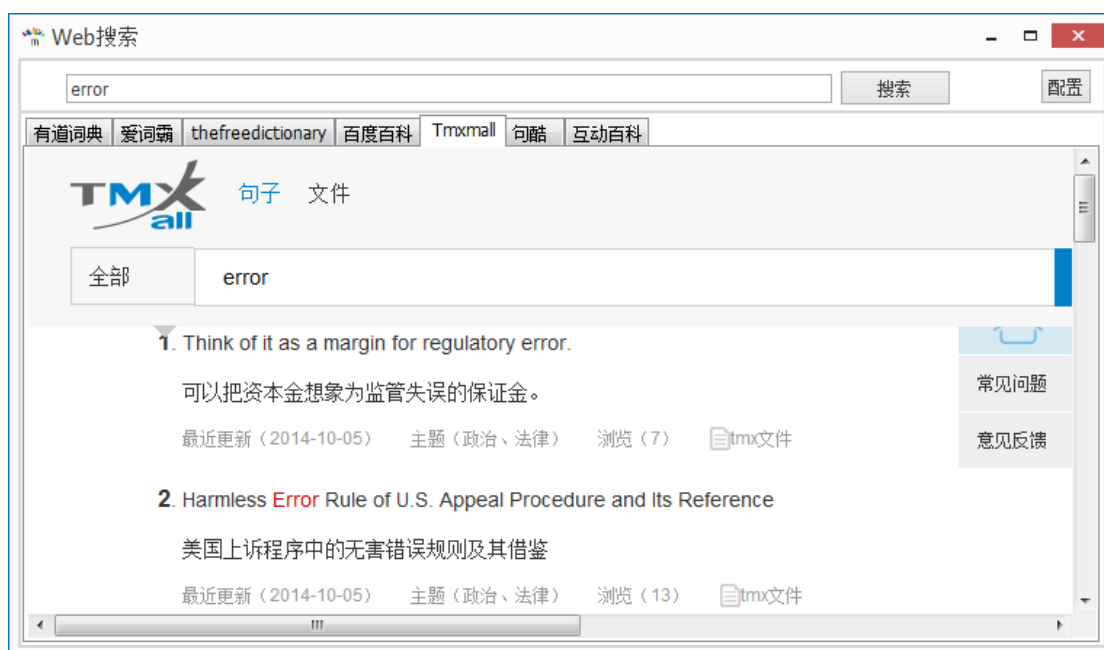 Web搜索
error 搜索 配置
有道词典 爱词霸 thefreedictionary 百度百科 Tmxmall 句酷 互动百科
TMX all 句子 文件
全部 error
1. Think of it as a margin for regulatory error.
可以把资本金想象为监管失误的保证金。
常见问题
最近更新（2014-10-05） 主题（政治、法律） 浏览（7） tmx文件
意见反馈
2. Harmless Error Rule of U.S. Appeal Procedure and Its Reference
美国上诉程序中的无害错误规则及其借鉴
最近更新（2014-10-05） 主题（政治、法律） 浏览（13） tmx文件